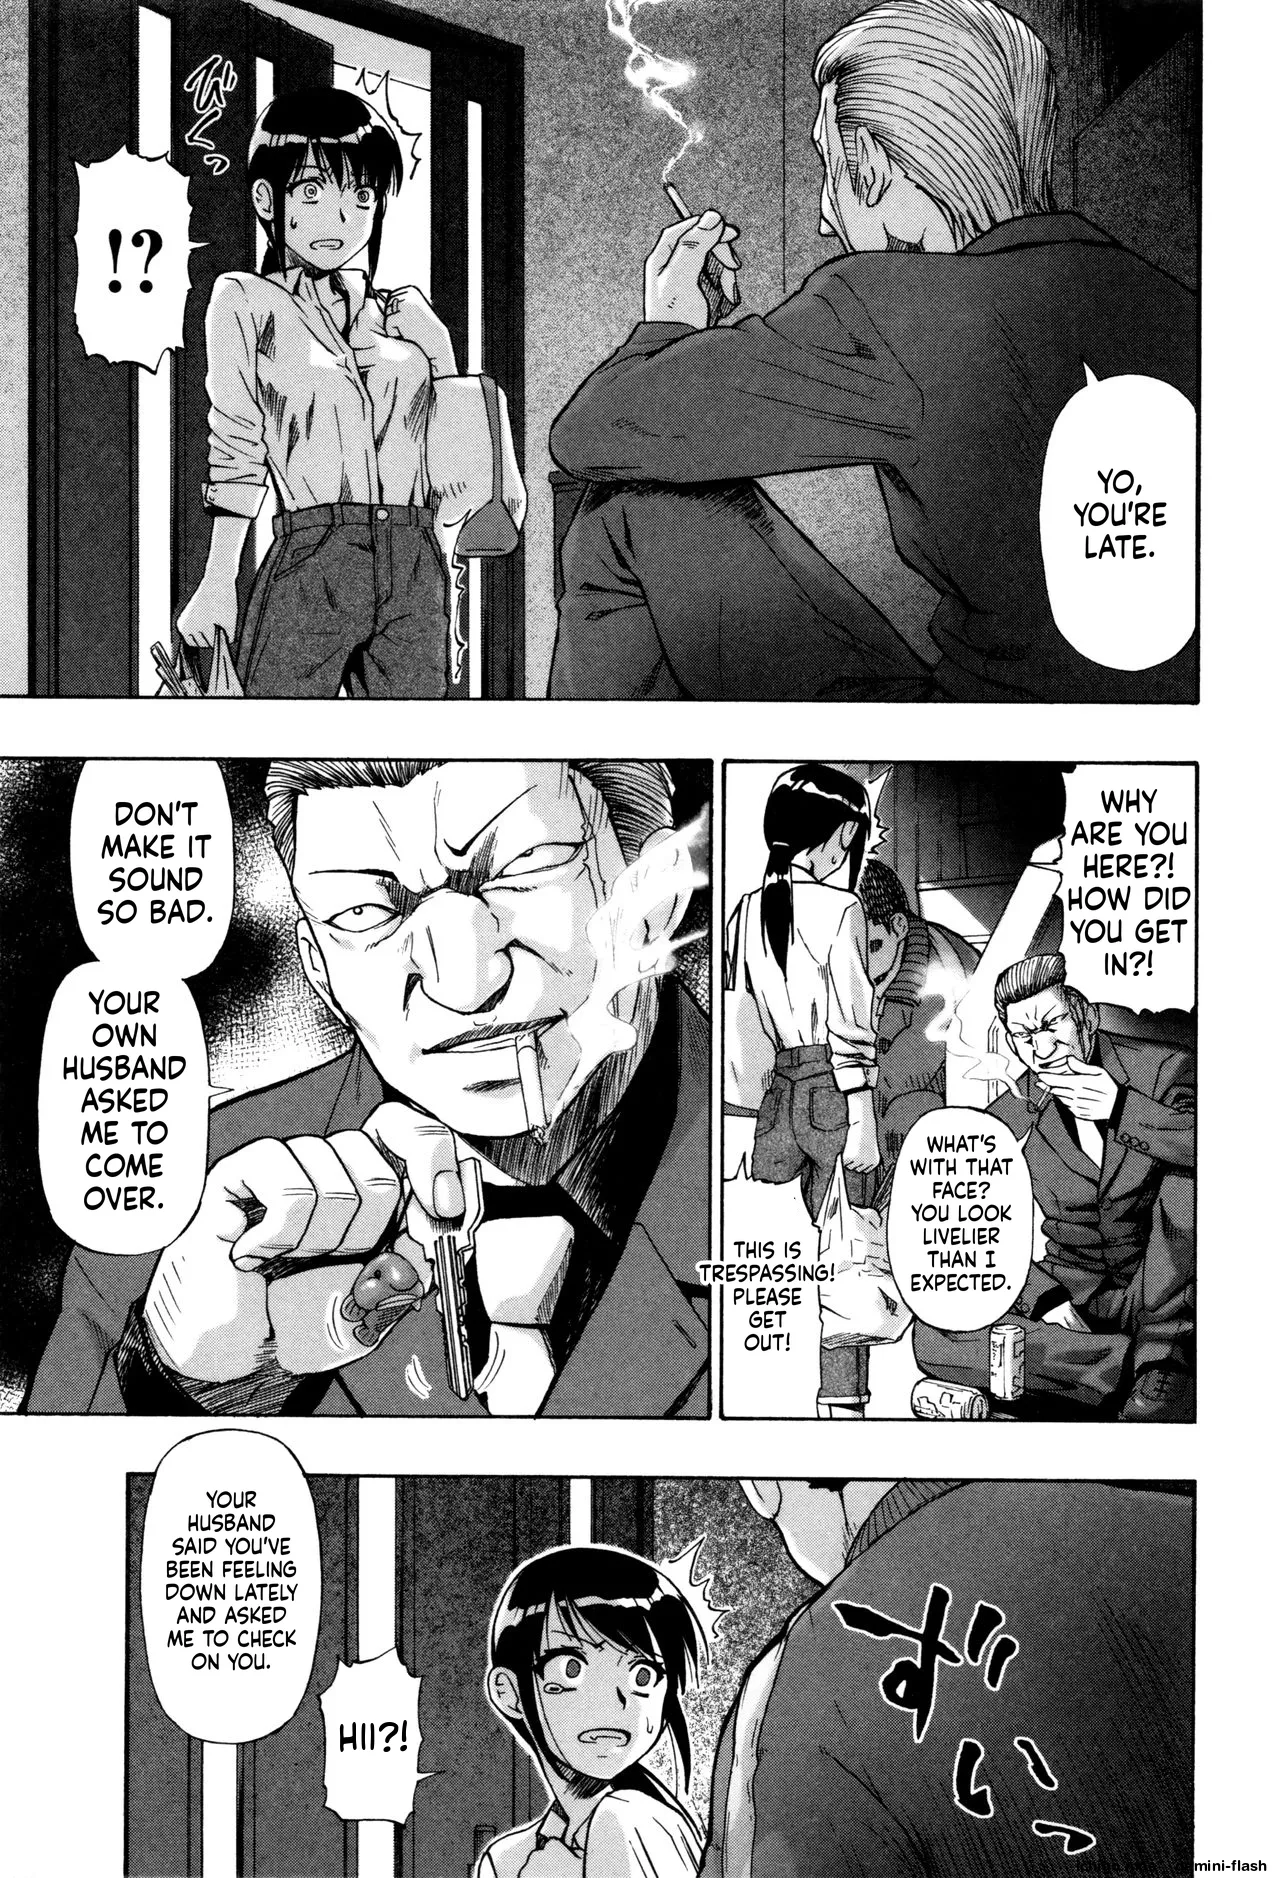 びくっ
YO,
YOU'RE
LATE.
!?
WHY
ARE YOU
HERE?!
HOW DID
YOU GET
IN?!
WHAT'S
WITH THAT
FACE?
YOU LOOK
LIVELIER
THAN I
EXPECTED.
THIS IS
TRESPASSING!
PLEASE
GET
OUT!
DON'T
MAKE IT
SOUND
SO BAD.
YOUR
OWN
HUSBAND
ASKED
ME TO
COME
OVER.
ずいっ
YOUR
HUSBAND
SAID YOU'VE
BEEN FEELING
DOWN LATELY
AND ASKED
ME TO CHECK
ON YOU.
HII?!
mini-flash